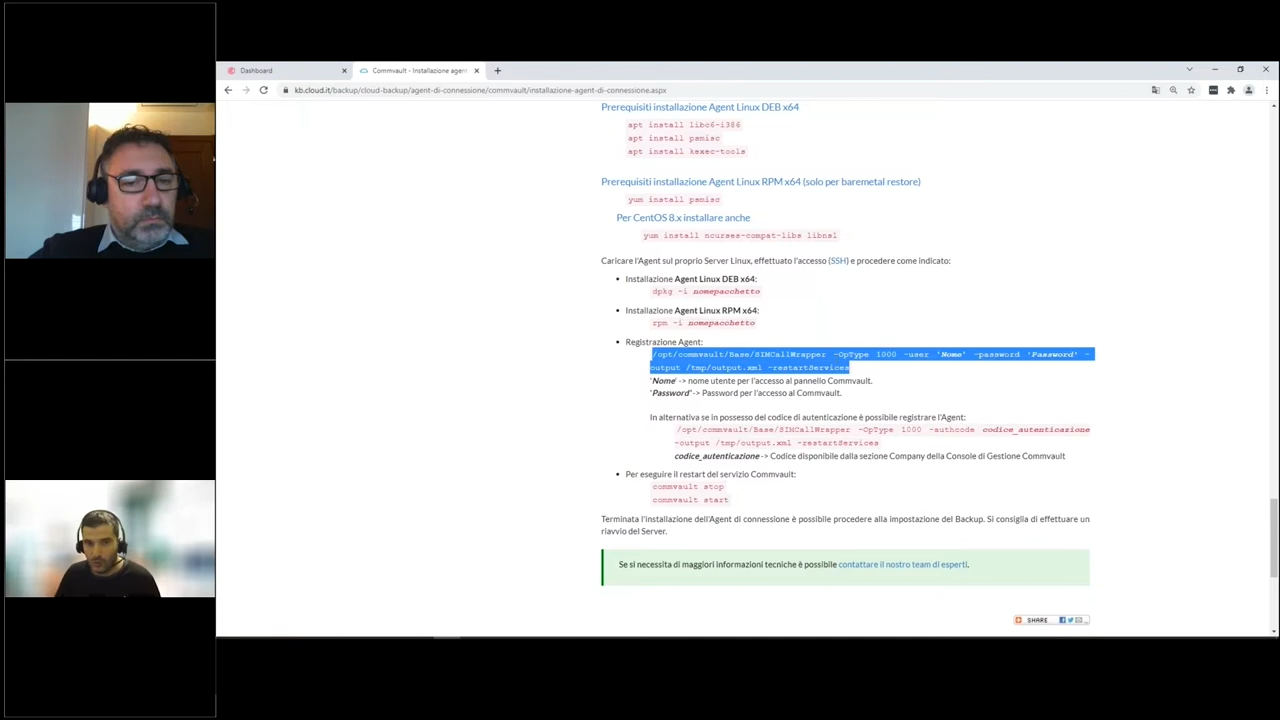 Dashboard
Commvault - Installazione agent
kb.cloud.it/backup/cloud-backup/agent-di-connessione/commvault/installazione-agent-di-connessione.aspx
Prerequisiti installazione Agent Linux DEB x64
apt install libc6-i386
apt install psmisc
apt install kexec-tools
Prerequisiti installazione Agent Linux RPM x64 (solo per baremetal restore)
yum install psmisc
Per CentOS 8.x installare anche
yum install ncurses-compat-libs libnsl
Caricare l'Agent sul proprio Server Linux, effettuato l'accesso (SSH) e procedere come indicato:
Installazione Agent Linux DEB x64:
dpkg -i nomepacchetto
Installazione Agent Linux RPM x64:
rpm -i nomepacchetto
Registrazione Agent:
/opt/commvault/Base/SIMCallWrapper -OpType 1000 -user 'Nome' -password 'Password' -
output /tmp/output.xml -restartServices
'Nome' -> nome utente per l'accesso al pannello Commvault.
'Password' -> Password per l'accesso al Commvault.
In alternativa se in possesso del codice di autenticazione è possibile registrare l'Agent:
/opt/commvault/Base/SIMCallWrapper -OpType 1000 -authcode codice_autenticazione
-output /tmp/output.xml -restartServices
codice_autenticazione -> Codice disponibile dalla sezione Company della Console di Gestione Commvault
Per eseguire il restart del servizio Commvault:
commvault stop
commvault start
Terminata l'installazione dell'Agent di connessione è possibile procedere alla impostazione del Backup. Si consiglia di effettuare un
riavvio del Server.
Se si necessita di maggiori informazioni tecniche è possibile contattare il nostro team di esperti.
SHARE